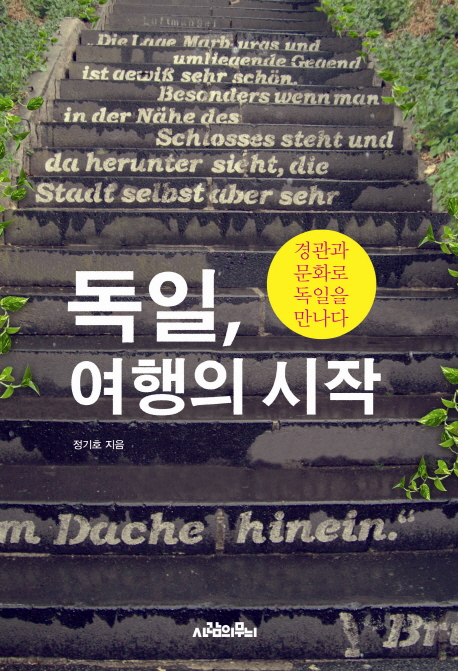 Luftmangel
Die Lage Marburgs und
umliegende Gegend
ist gewiß sehr schön.
Besonders wenn man
in der Nähe des
Schlosses steht und
da herunter sieht, die
Stadt selbst aber sehr
경관과
문화로
독일을
만나다
독일,
여행의 시작
정기호 지음
m Dache hinein.“
사람의무늬
Br